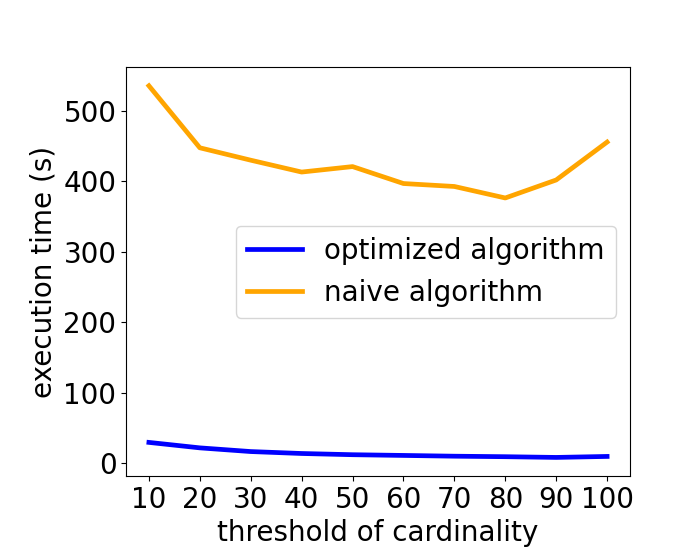 500
400
300
200
100
0
execution time (s)
optimized algorithm
naive algorithm
10 20 30 40 50 60 70 80 90 100
threshold of cardinality